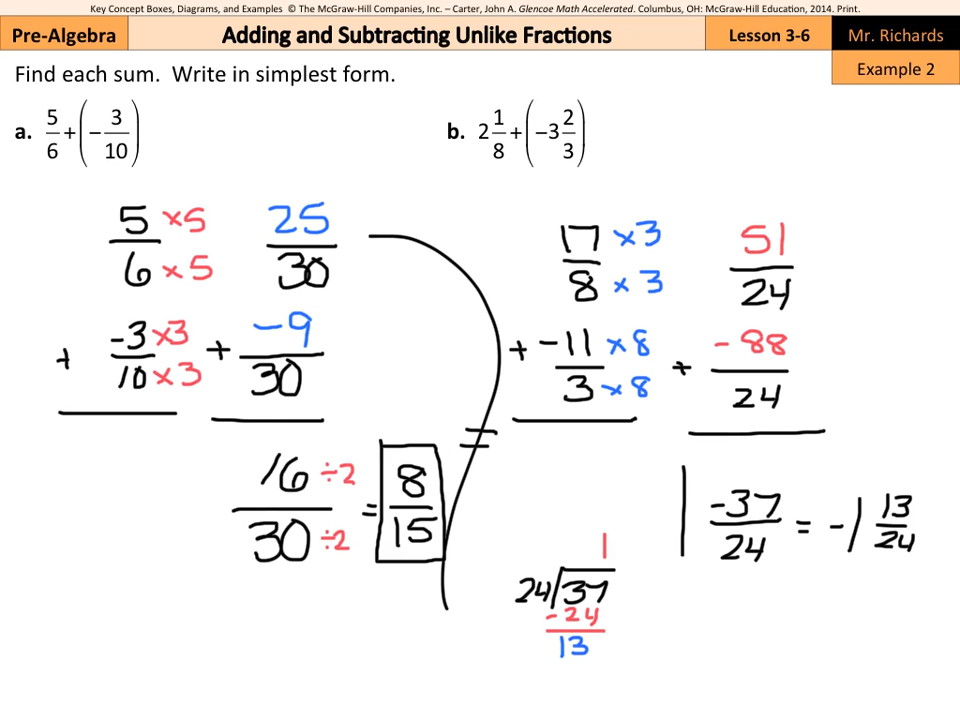 Key Concept Boxes, Diagrams, and Examples © The McGraw-Hill Companies, Inc. – Carter, John A. Glencoe Math Accelerated. Columbus, OH: McGraw-Hill Education, 2014. Print.
Pre-Algebra Adding and Subtracting Unlike Fractions Lesson 3-6 Mr. Richards
Example 2
Find each sum. Write in simplest form.
a. 5/6 + (−3/10)
b. 2 1/8 + (−3 2/3)
5 ×5 / 6 ×5 25/30
+ -3 ×3 / 10 ×3 + -9/30
16 ÷2 / 30 ÷2 = 8/15
=
17 ×3 / 8 ×3 51/24
+ -11 ×8 / 3 ×8 + -88/24
| -37/24 = -1 13/24
1
24 37
-24
13